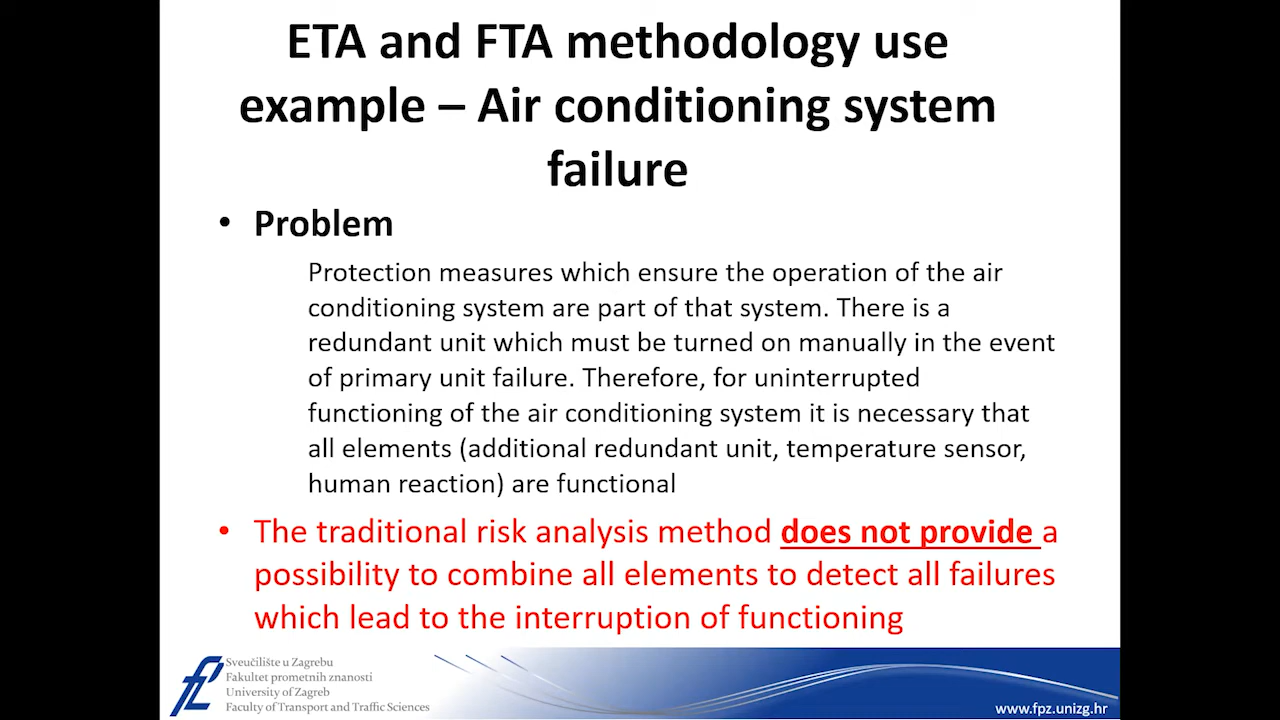 ETA and FTA methodology use
example – Air conditioning system
failure
• Problem
Protection measures which ensure the operation of the air
conditioning system are part of that system. There is a
redundant unit which must be turned on manually in the event
of primary unit failure. Therefore, for uninterrupted
functioning of the air conditioning system it is necessary that
all elements (additional redundant unit, temperature sensor,
human reaction) are functional
• The traditional risk analysis method does not provide a
possibility to combine all elements to detect all failures
which lead to the interruption of functioning
Sveučilište u Zagrebu
Fakultet prometnih znanosti
University of Zagreb
Faculty of Transport and Traffic Sciences
www.fpz.unizg.hr